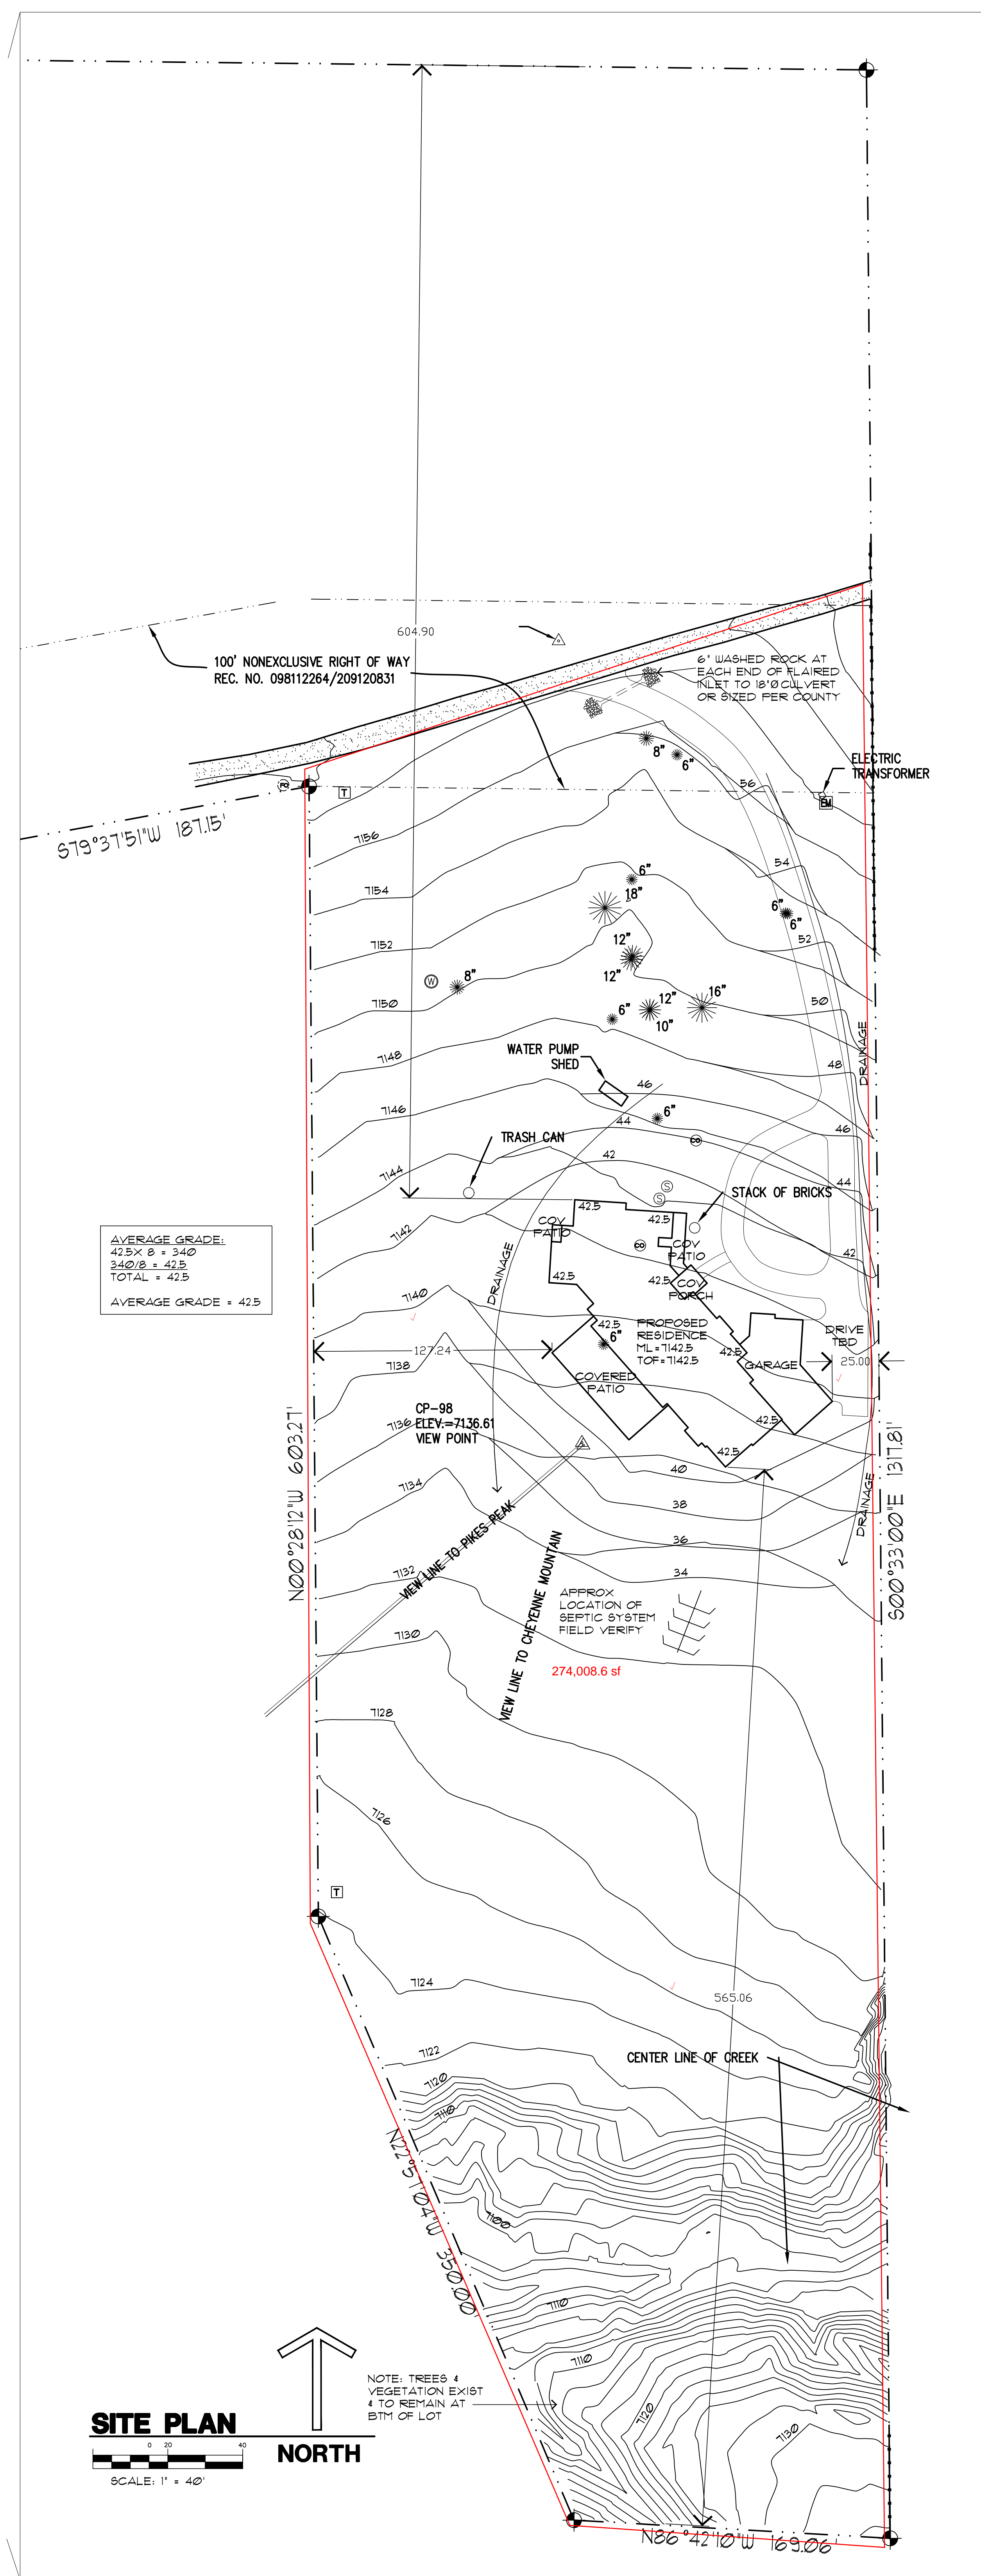 604.90
100' NONEXCLUSIVE RIGHT OF WAY
REC. NO. 098112264/209120831
6" WASHED ROCK AT
EACH END OF FLAIRED
INLET TO 18"Ø CULVERT
OR SIZED PER COUNTY
8"
6"
ELECTRIC
TRANSFORMER
EM
PQ
T
S79°37'51"W 187.15'
56
7156
54
7154
6"
18"
6"
6"
52
7152
12"
12"
8"
W
16"
12"
10"
6"
50
7150
DRAINAGE
WATER PUMP
SHED
48
7148
46
7146
6"
44
46
TRASH CAN
CO
42
7144
44
S
S
STACK OF BRICKS
42.5
42.5
COV
PATIO
7142
42
CO
COV
PATIO
AVERAGE GRADE:
42.5 X 8 = 340
340/8 = 42.5
TOTAL = 42.5
AVERAGE GRADE = 42.5
DRAINAGE
42.5
42.5
COV
PORCH
7140
42.5
6"
PROPOSED
RESIDENCE
ML=7142.5
TOF=7142.5
DRIVE
TBD
127.24
42.5
GARAGE
25.00
7138
COVERED
PATIO
CP-98
ELEV.=7136.61
VIEW POINT
7136
42.5
42.5
N00°28'12"W 603.27'
S00°33'00"E 1317.81'
40
7134
DRAINAGE
38
VIEW LINE TO PIKES PEAK
36
VIEW LINE TO CHEYENNE MOUNTAIN
34
7132
APPROX
LOCATION OF
SEPTIC SYSTEM
FIELD VERIFY
7130
274,008.6 sf
7128
7126
T
7124
565.06
7122
CENTER LINE OF CREEK
7120
7110
N22°51'04"W 350.00'
7100
7110
7110
NOTE: TREES &
VEGETATION EXIST
& TO REMAIN AT
BTM OF LOT
7120
7130
SITE PLAN
NORTH
0 20 40
SCALE: 1" = 40'
N86°42'10"W 169.06'